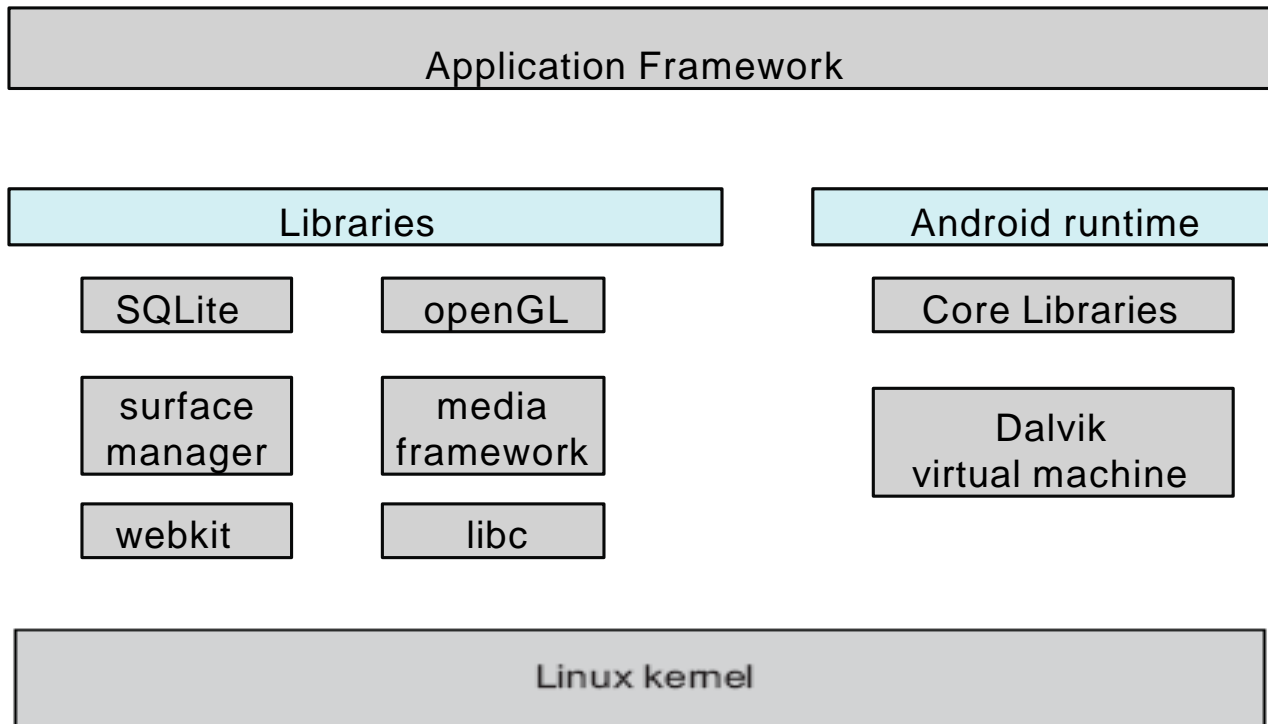 Application Framework
Libraries
Android runtime
SQLite
openGL
Core Libraries
surface
manager
media
framework
Dalvik
virtual machine
webkit
libc
Linux kernel